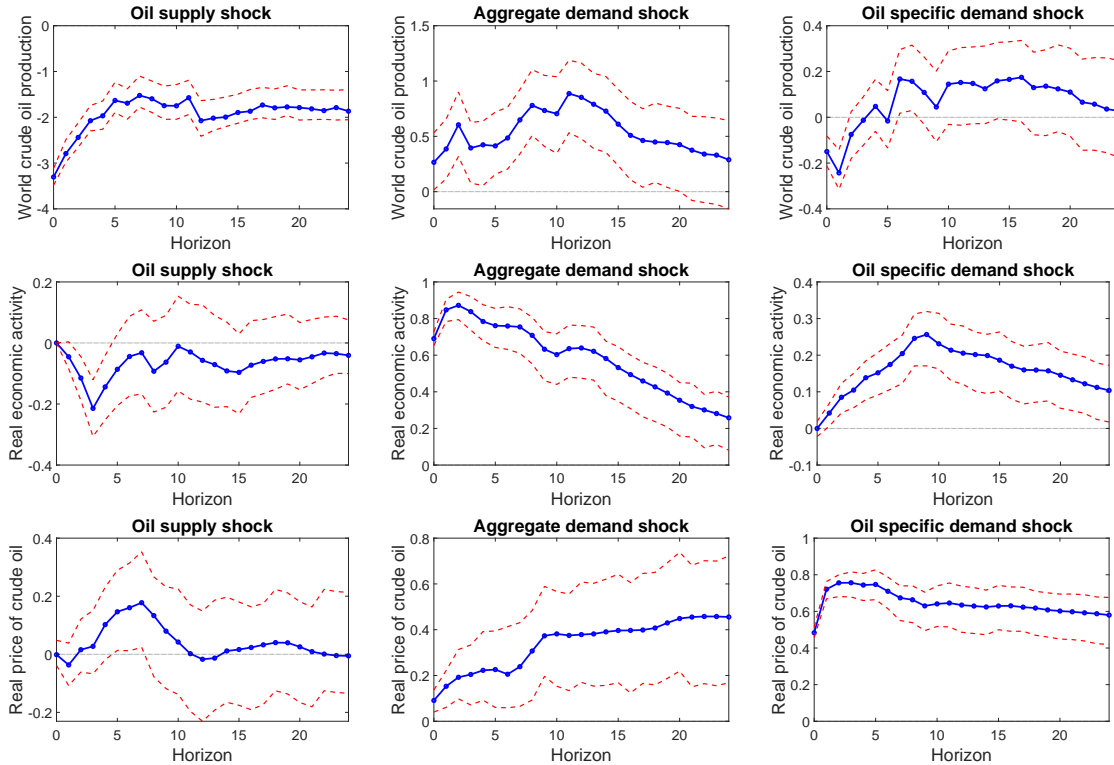 Oil supply shock
World crude oil production
0
-1
-2
-3
-4
0 5 10 15 20
Horizon
Aggregate demand shock
World crude oil production
1.5
1
0.5
0
0 5 10 15 20
Horizon
Oil specific demand shock
World crude oil production
0.4
0.2
0
-0.2
-0.4
0 5 10 15 20
Horizon
Oil supply shock
Real economic activity
0.2
0
-0.2
-0.4
0 5 10 15 20
Horizon
Aggregate demand shock
Real economic activity
1
0.8
0.6
0.4
0.2
0
0 5 10 15 20
Horizon
Oil specific demand shock
Real economic activity
0.4
0.3
0.2
0.1
0
-0.1
0 5 10 15 20
Horizon
Oil supply shock
Real price of crude oil
0.4
0.2
0
-0.2
0 5 10 15 20
Horizon
Aggregate demand shock
Real price of crude oil
0.8
0.6
0.4
0.2
0
0 5 10 15 20
Horizon
Oil specific demand shock
Real price of crude oil
1
0.8
0.6
0.4
0.2
0
0 5 10 15 20
Horizon